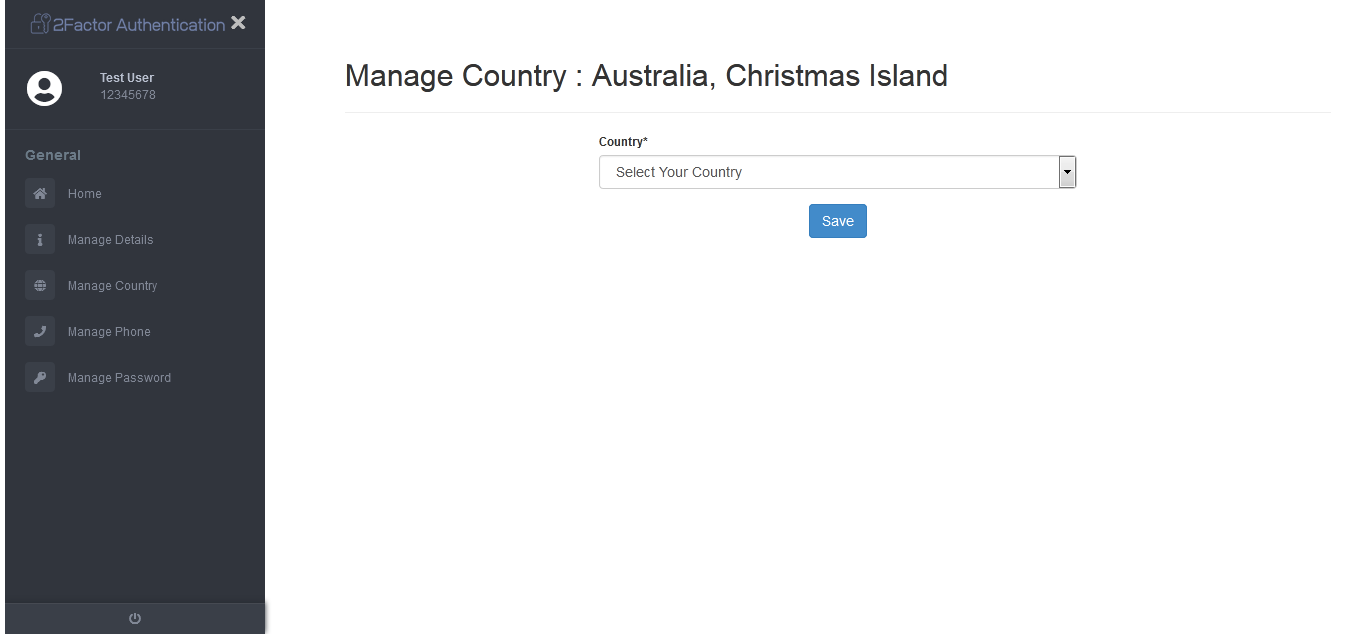 2Factor Authentication
Test User
12345678
General
Home
Manage Details
Manage Country
Manage Phone
Manage Password
Manage Country : Australia, Christmas Island
Country*
Select Your Country
Save